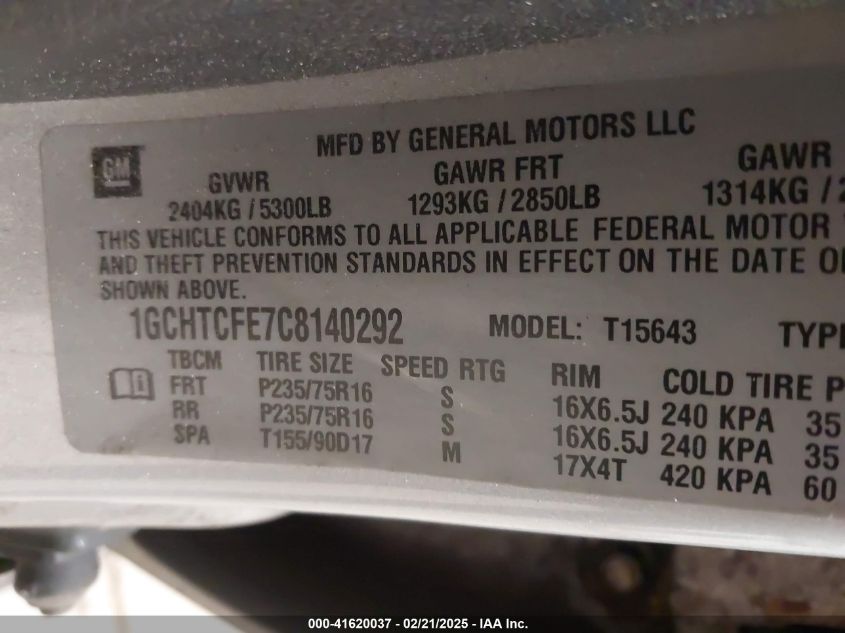 MFD BY GENERAL MOTORS LLC
GM GVWR GAWR FRT GAWR
2404KG / 5300LB 1293KG / 2850LB 1314KG /
THIS VEHICLE CONFORMS TO ALL APPLICABLE FEDERAL MOTOR
AND THEFT PREVENTION STANDARDS IN EFFECT ON THE DATE
SHOWN ABOVE.
1GCHTCFE7C8140292 MODEL: T15643 TYP
TBCM TIRE SIZE SPEED RTG RIM COLD TIRE P
FRT P235/75R16 S 16X6.5J 240 KPA 35
RR P235/75R16 S 16X6.5J 240 KPA 35
SPA T155/90D17 M 17X4T 420 KPA 60
000-41620037 - 02/21/2025 - IAA Inc.